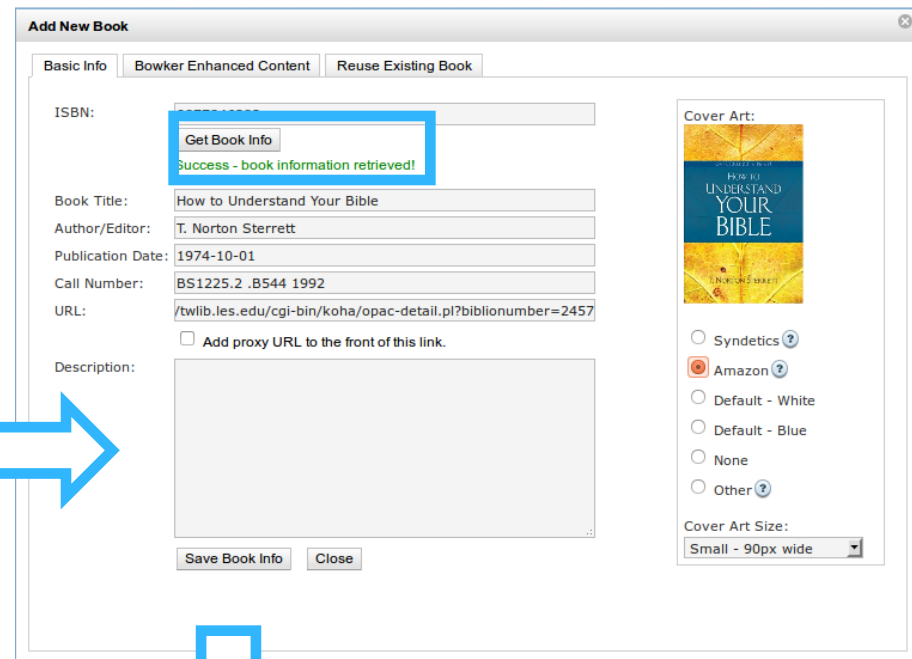 Add New Book
Basic Info Bowker Enhanced Content Reuse Existing Book
ISBN:
Get Book Info
Success - book information retrieved!
Book Title: How to Understand Your Bible
Author/Editor: T. Norton Sterrett
Publication Date: 1974-10-01
Call Number: BS1225.2 .B544 1992
URL: /twlib.les.edu/cgi-bin/koha/opac-detail.pl?biblionumber=2457
Add proxy URL to the front of this link.
Description:
Save Book Info Close
Cover Art:
HOW TO
UNDERSTAND
YOUR
BIBLE
T. NORTON STERRETT
Syndetics ?
Amazon ?
Default - White
Default - Blue
None
Other ?
Cover Art Size:
Small - 90px wide